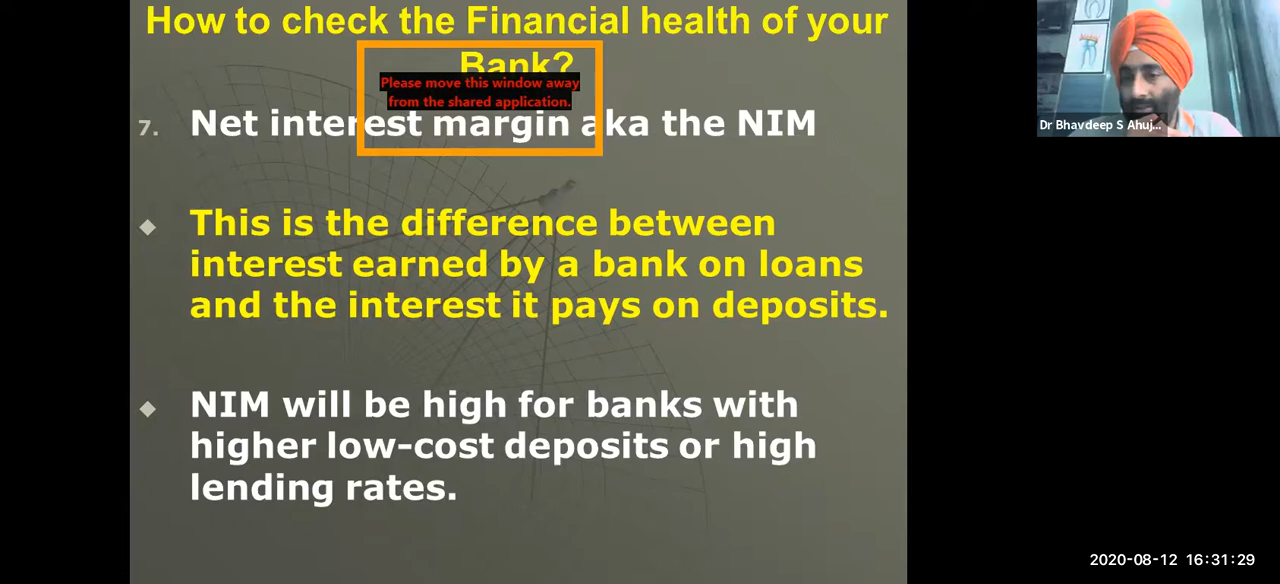 How to check the Financial health of your
Bank?
Please move this window away
from the shared application.
7. Net interest margin aka the NIM
This is the difference between
interest earned by a bank on loans
and the interest it pays on deposits.
NIM will be high for banks with
higher low-cost deposits or high
lending rates.
Dr Bhavdeep S Ahuj...
2020-08-12 16:31:29